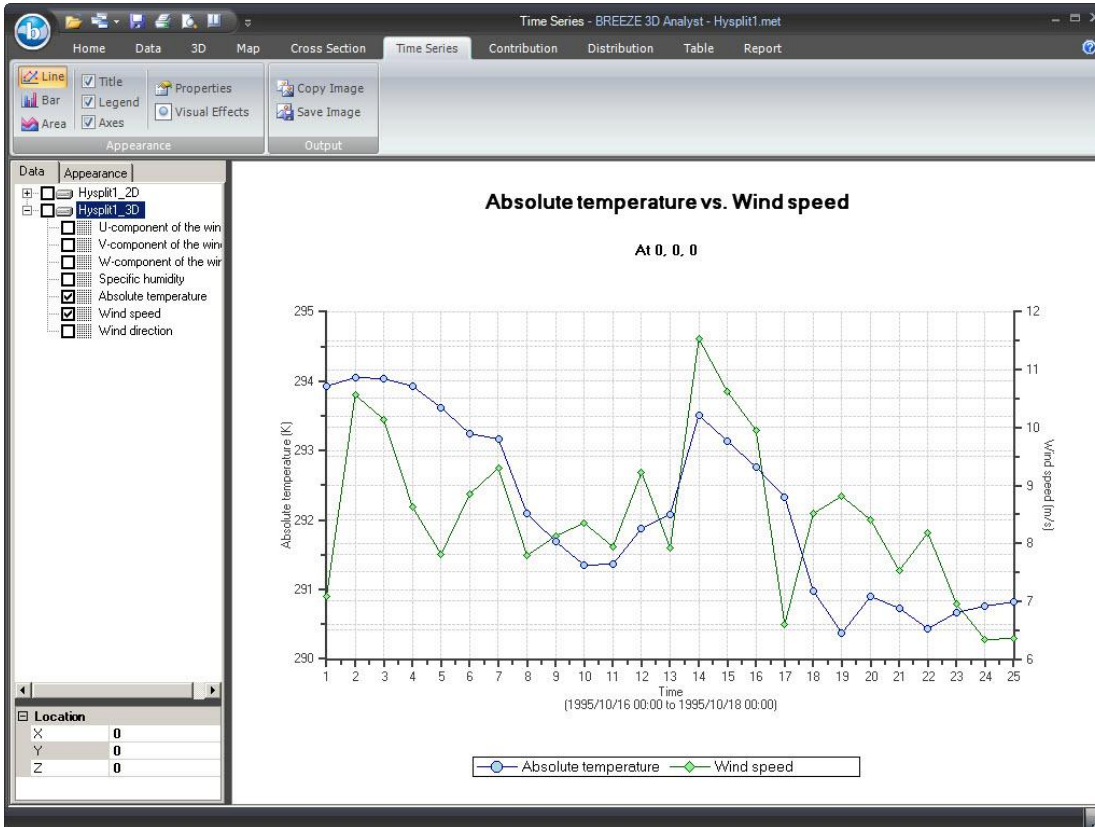 b
Time Series - BREEZE 3D Analyst - Hysplit1.met
Home Data 3D Map Cross Section Time Series Contribution Distribution Table Report
Line
Bar
Area
Title
Legend
Axes
Properties
Visual Effects
Appearance
Copy Image
Save Image
Output
Data Appearance
Hysplit1_2D
Hysplit1_3D
U-component of the win
V-component of the win
W-component of the wir
Specific humidity
Absolute temperature
Wind speed
Wind direction
Location
X 0
Y 0
Z 0
Absolute temperature vs. Wind speed
At 0, 0, 0
Absolute temperature (K)
295
294
293
292
291
290
12
11
10
9
8
7
6
Wind speed (m/s)
1 2 3 4 5 6 7 8 9 10 11 12 13 14 15 16 17 18 19 20 21 22 23 24 25
Time
(1995/10/16 00:00 to 1995/10/18 00:00)
Absolute temperature Wind speed